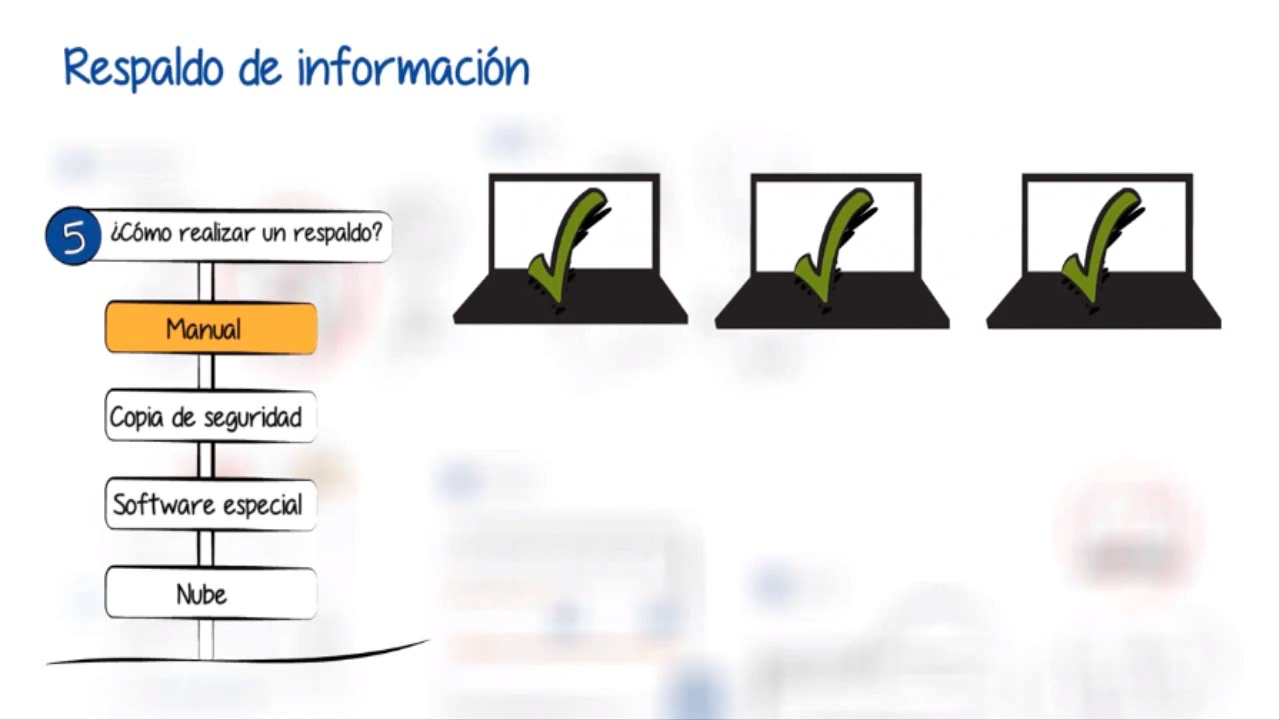 Respaldo de información
5 ¿Cómo realizar un respaldo?
Manual
Copia de seguridad
Software especial
Nube